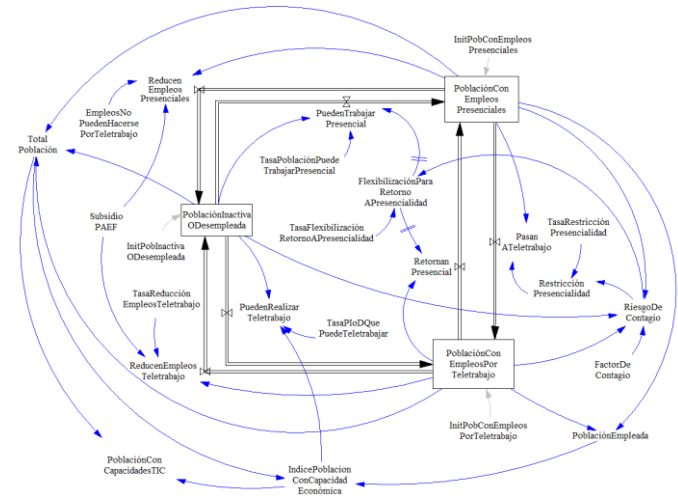 InitPobConEmpleos
Presenciales
Reducen
Empleos
Presenciales
PoblaciónCon
Empleos
Presenciales
EmpleosNo
PuedenHacerse
PorTeletrabajo
PuedenTrabajar
Presencial
Total
Población
TasaPoblaciónPuede
TrabajarPresencial
FlexibilizaciónPara
Retorno
APresencialidad
Subsidio
PAEF
PoblaciónInactiva
ODesempleada
TasaFlexibilización
RetornoAPresencialidad
TasaRestricción
Presencialidad
Pasan
ATeletrabajo
InitPobInactiva
ODesempleada
Retornan
Presencial
Restricción
Presencialidad
TasaReducción
EmpleosTeletrabajo
PuedenRealizar
Teletrabajo
RiesgoDe
Contagio
TasaPIoDQue
PuedeTeletrabajar
PoblaciónCon
EmpleosPor
Teletrabajo
ReducenEmpleos
Teletrabajo
FactorDe
Contagio
InitPobConEmpleos
PorTeletrabajo
PoblaciónEmpleada
PoblaciónCon
CapacidadesTIC
IndicePoblacion
ConCapacidad
Económica